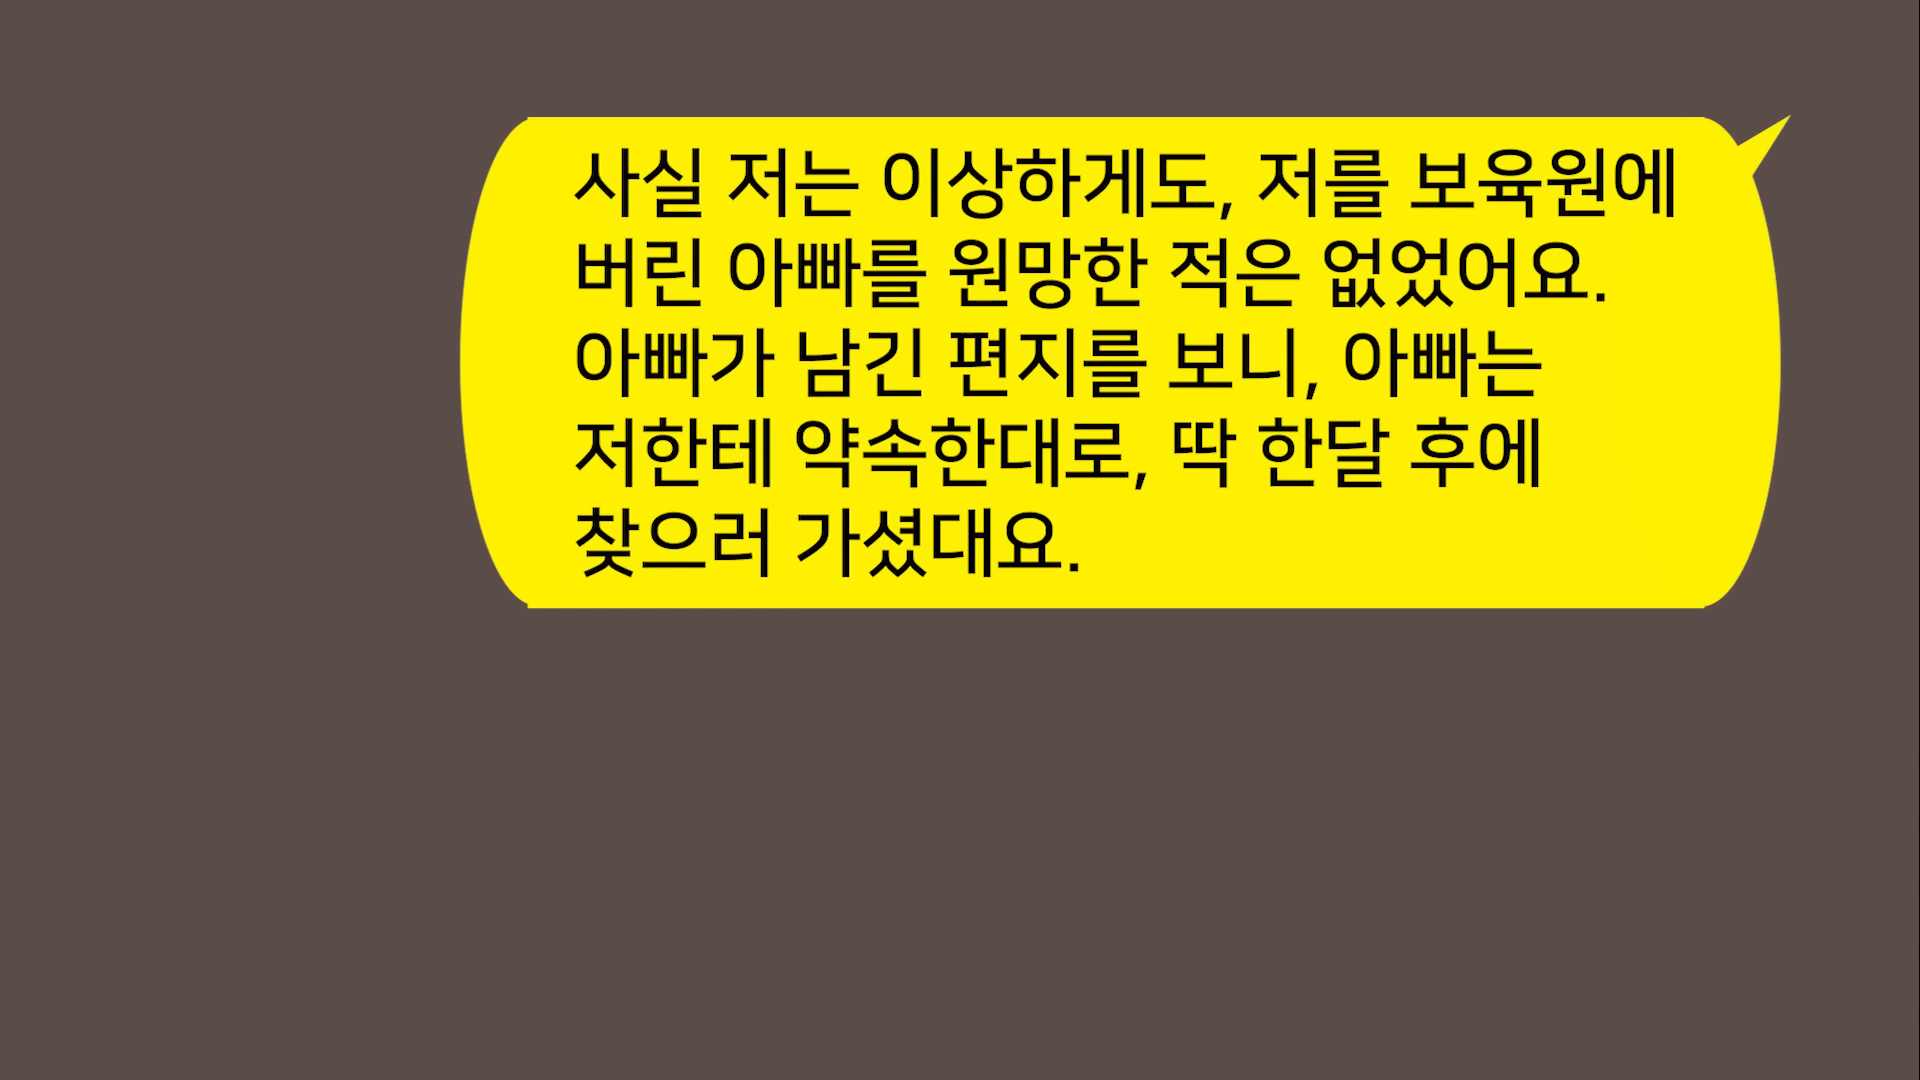 사실 저는 이상하게도, 저를 보육원에
버린 아빠를 원망한 적은 없었어요.
아빠가 남긴 편지를 보니, 아빠는
저한테 약속한대로, 딱 한달 후에
찾으러 가셨대요.